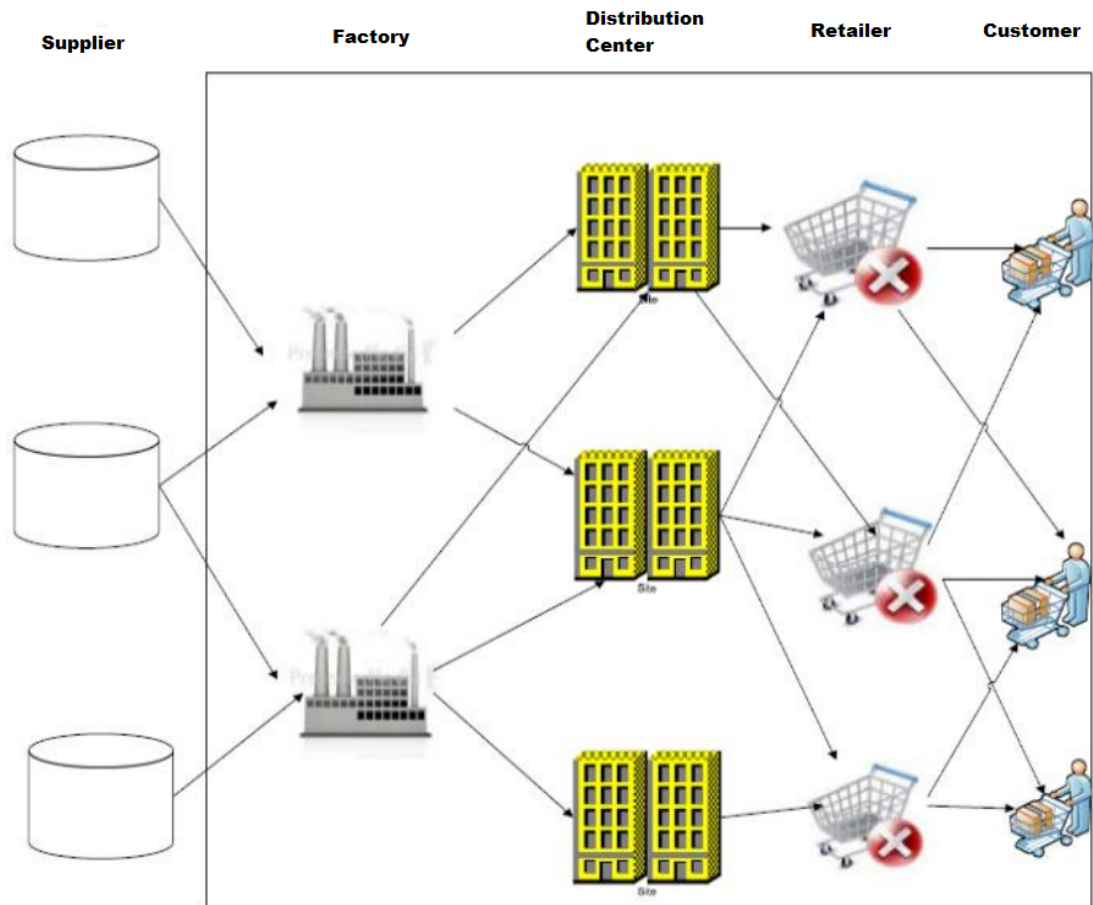 Supplier
Factory
Distribution
Center
Retailer
Customer
Site
Site